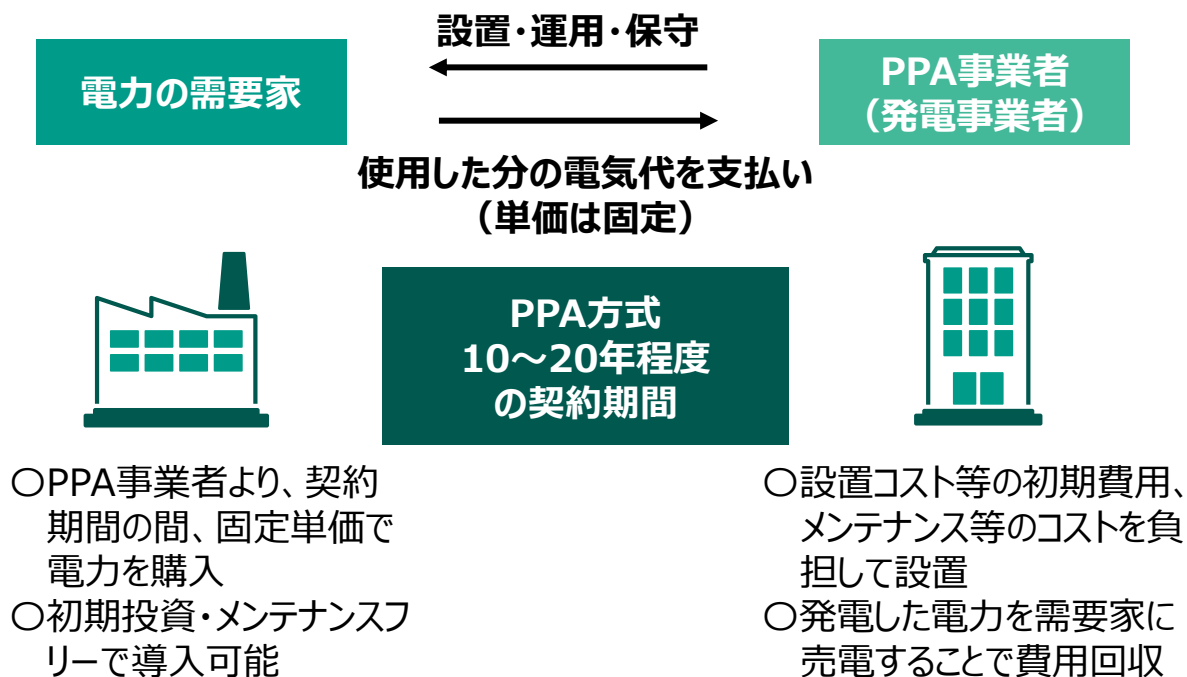 設置・運用・保守
電力の需要家
PPA事業者
（発電事業者）
使用した分の電気代を支払い
（単価は固定）
PPA方式
10～20年程度
の契約期間
〇PPA事業者より、契約
期間の間、固定単価で
電力を購入
〇初期投資・メンテナンスフ
リーで導入可能
〇設置コスト等の初期費用、
メンテナンス等のコストを負
担して設置
〇発電した電力を需要家に
売電することで費用回収